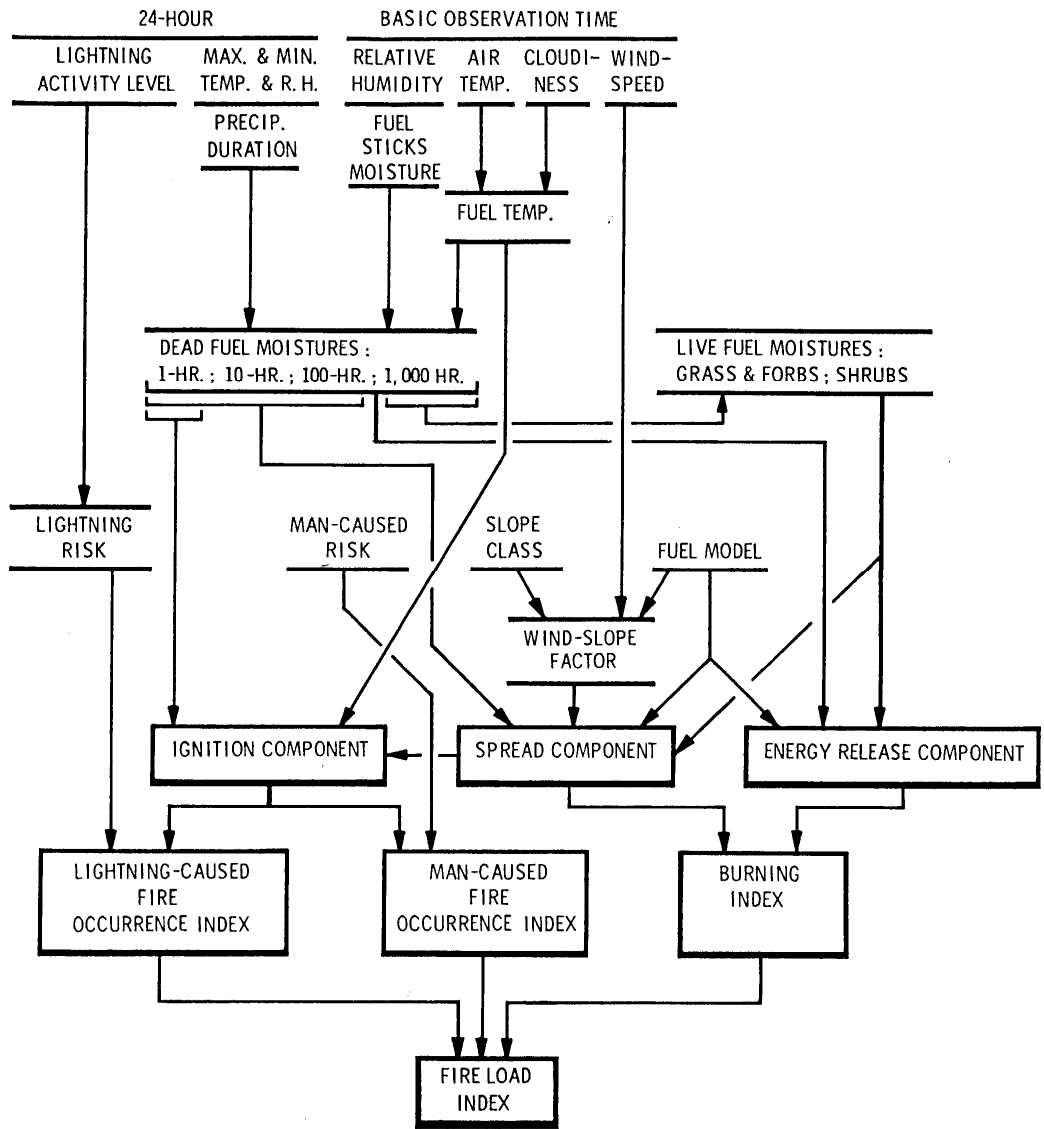 24-HOUR
BASIC OBSERVATION TIME
LIGHTNING
ACTIVITY LEVEL
MAX. & MIN.
TEMP. & R.H.
RELATIVE
HUMIDITY
AIR
TEMP.
CLOUDI-
NESS
WIND-
SPEED
PRECIP.
DURATION
FUEL
STICKS
MOISTURE
FUEL TEMP.
DEAD FUEL MOISTURES :
1-HR. ; 10-HR. ; 100-HR. ; 1,000 HR.
LIVE FUEL MOISTURES :
GRASS & FORBS ; SHRUBS
LIGHTNING
RISK
MAN-CAUSED
RISK
SLOPE
CLASS
FUEL MODEL
WIND-SLOPE
FACTOR
IGNITION COMPONENT
SPREAD COMPONENT
ENERGY RELEASE COMPONENT
LIGHTNING-CAUSED
FIRE
OCCURRENCE INDEX
MAN-CAUSED
FIRE
OCCURRENCE INDEX
BURNING
INDEX
FIRE LOAD
INDEX